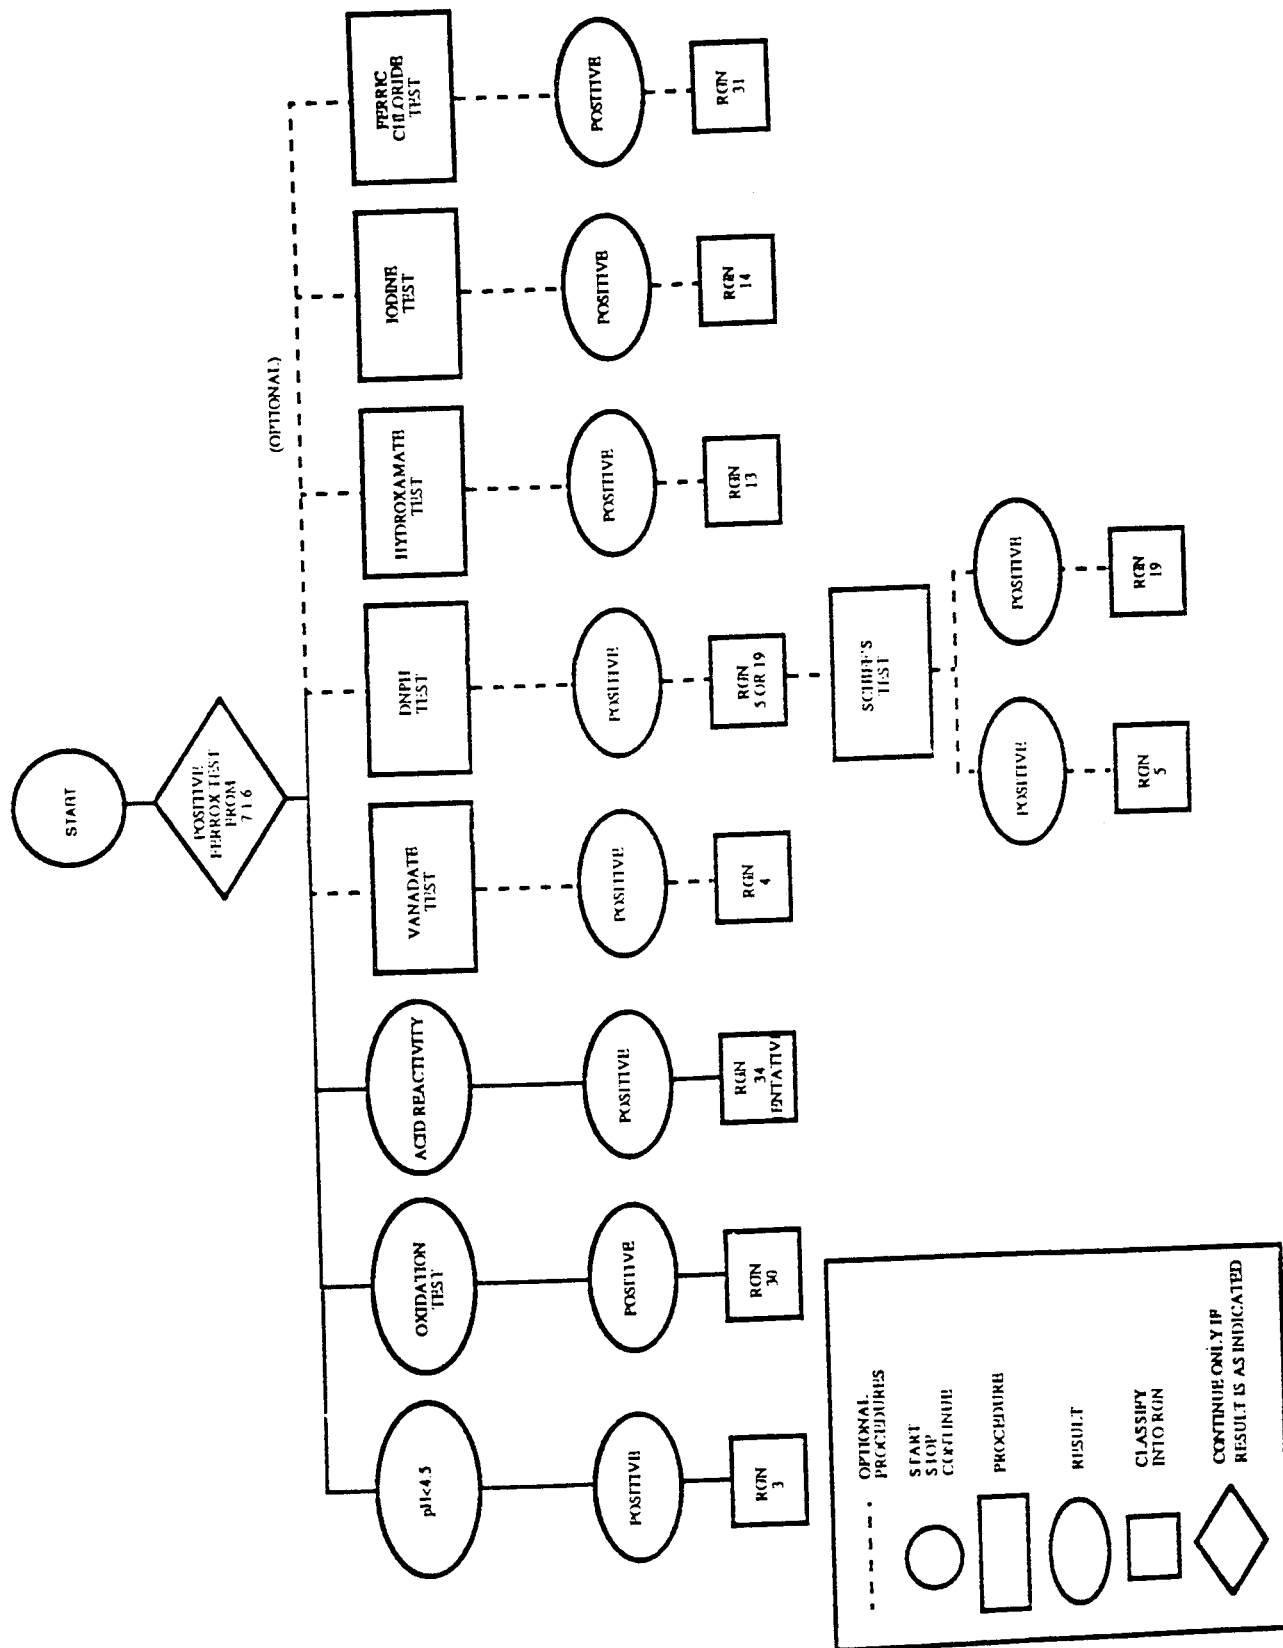 START
POSITIVE
FERROX TEST
FROM
7.1.6
(OPTIONAL)
pH<4.5
OXIDATION
TEST
ACID REACTIVITY
VANADATE
TEST
DNPH
TEST
HYDROXAMATE
TEST
IODINE
TEST
FERRIC
CHLORIDE
TEST
POSITIVE
POSITIVE
POSITIVE
POSITIVE
POSITIVE
POSITIVE
POSITIVE
POSITIVE
RGN
3
RGN
30
RGN
34
ENTATIVE
RGN
4
RGN
5 OR 19
RGN
13
RGN
14
RGN
31
SCHIFF'S
TEST
POSITIVE
POSITIVE
RGN
5
RGN
19
OPTIONAL
PROCEDURES
START
STOP
CONTINUE
PROCEDURE
RESULT
CLASSIFY
INTO RGN
CONTINUE ONLY IF
RESULT IS AS INDICATED